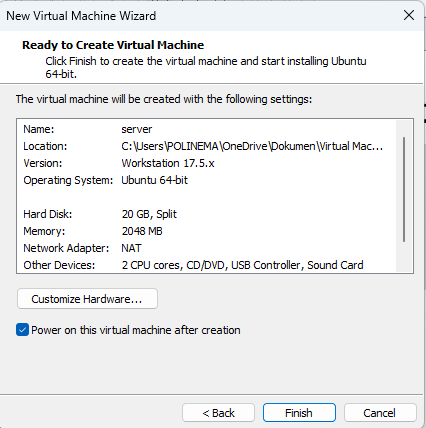 New Virtual Machine Wizard
Ready to Create Virtual Machine
Click Finish to create the virtual machine and start installing Ubuntu
64-bit.
The virtual machine will be created with the following settings:
Name: server
Location: C:\Users\POLINEMA\OneDrive\Dokumen\Virtual Mac...
Version: Workstation 17.5.x
Operating System: Ubuntu 64-bit
Hard Disk: 20 GB, Split
Memory: 2048 MB
Network Adapter: NAT
Other Devices: 2 CPU cores, CD/DVD, USB Controller, Sound Card
Customize Hardware...
Power on this virtual machine after creation
< Back Finish Cancel